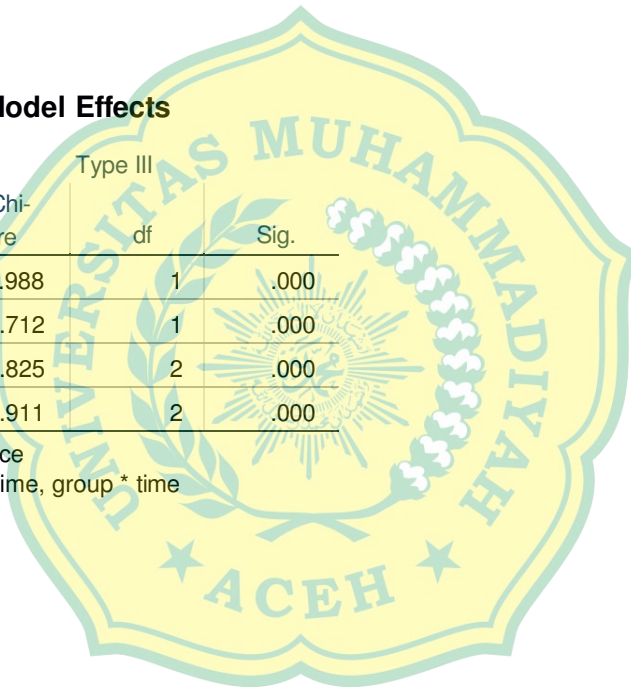 Model Effects
Type III
Chi-
re df Sig.
.988 1 .000
.712 1 .000
.825 2 .000
.911 2 .000
ce
ime, group * time
UNIVERSITAS MUHAMMADIYAH
ACEH